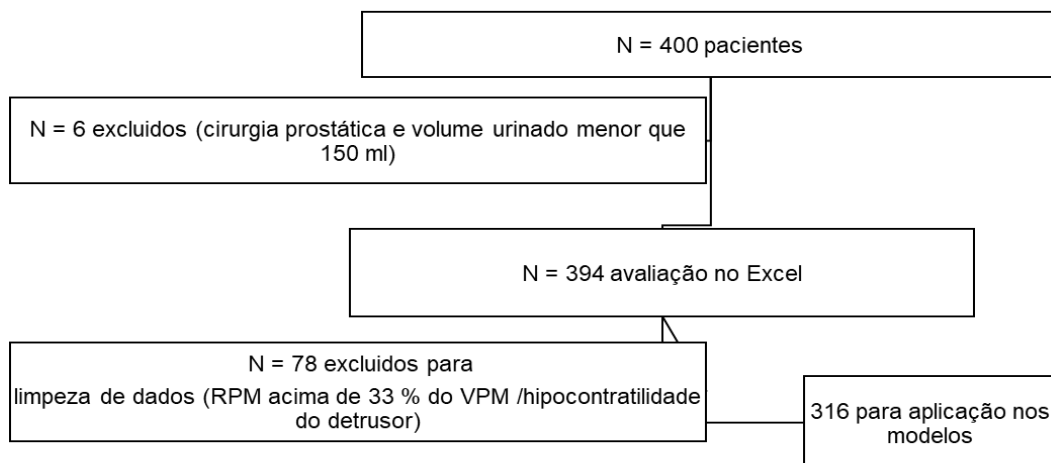 N = 400 pacientes
N = 6 excluidos (cirurgia prostática e volume urinado menor que
150 ml)
N = 394 avaliação no Excel
N = 78 excluidos para
limpeza de dados (RPM acima de 33 % do VPM /hipocontratilidade
do detrusor)
316 para aplicação nos
modelos